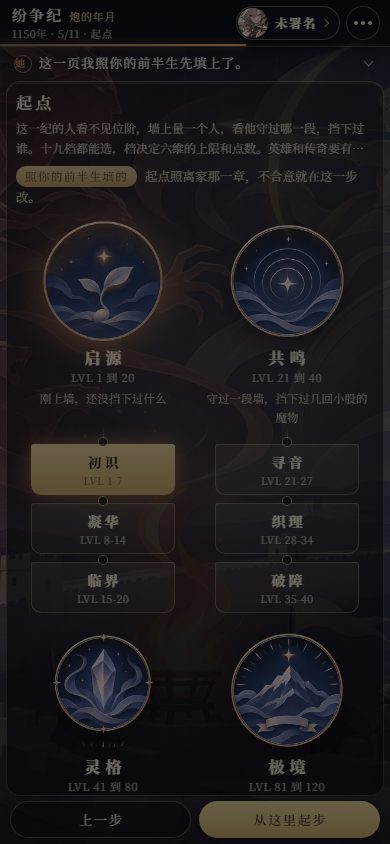 纷争纪 炮的年月
1150年 · 5/11 · 起点
未署名
她 这一页我照你的前半生先填上了。
起点
这一纪的人看不见位阶，墙上量一个人，看他守过哪一段，挡下过
谁。十九档都能选，档决定六维的上限和点数。英雄和传奇要有…
照你的前半生填的 起点照离家那一章，不合意就在这一步
改。
启源
LVL 1 到 20
刚上墙，还没挡下过什么
共鸣
LVL 21 到 40
守过一段墙，挡下过几回小股的
魔物
初识
LVL 1-7
寻音
LVL 21-27
凝华
LVL 8-14
织理
LVL 28-34
临界
LVL 15-20
破障
LVL 35-40
灵格
LVL 41 到 80
极境
LVL 81 到 120
上一步
从这里起步